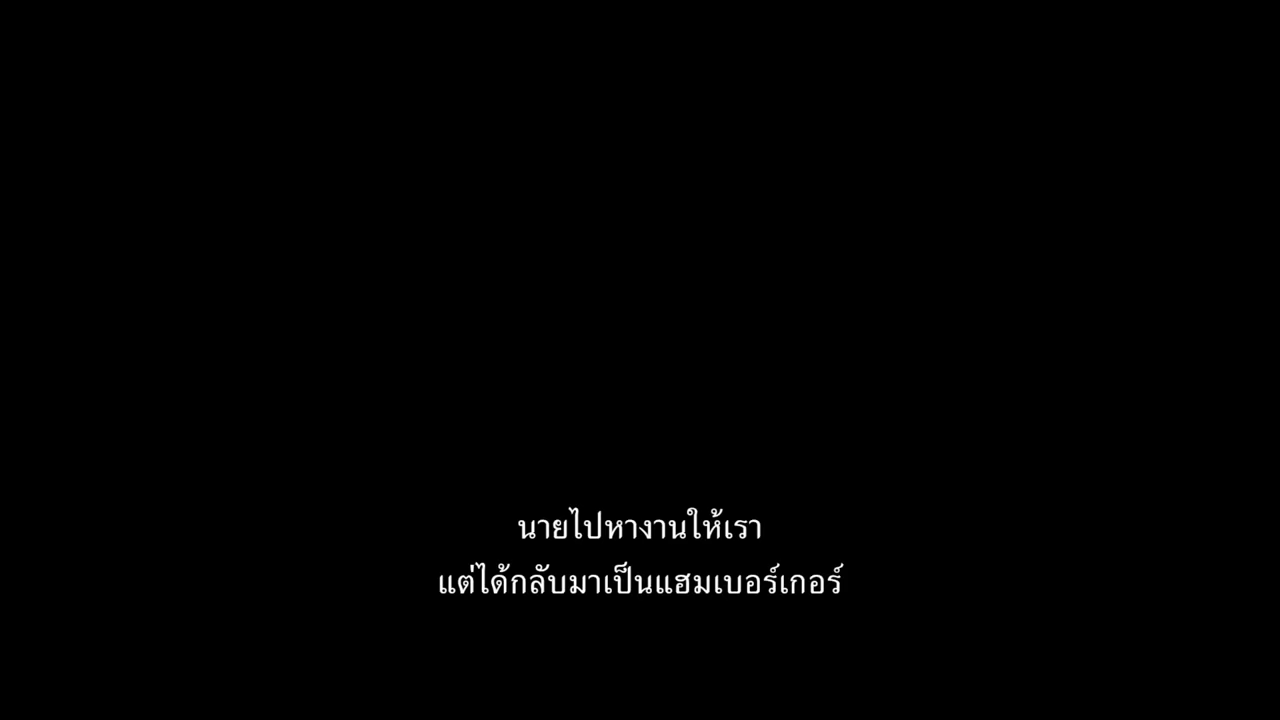 นายไปหางานให้เรา
แต่ได้กลับมาเป็นแฮมเบอร์เกอร์